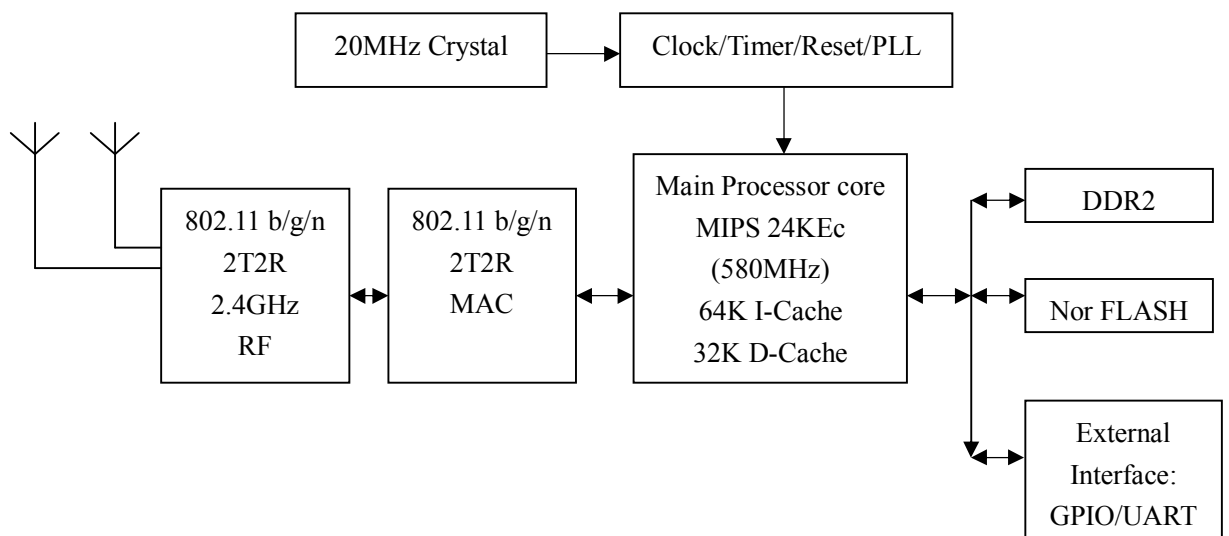 20MHz Crystal
Clock/Timer/Reset/PLL
802.11 b/g/n
2T2R
2.4GHz
RF
802.11 b/g/n
2T2R
MAC
Main Processor core
MIPS 24KEc
(580MHz)
64K I-Cache
32K D-Cache
DDR2
Nor FLASH
External
Interface:
GPIO/UART